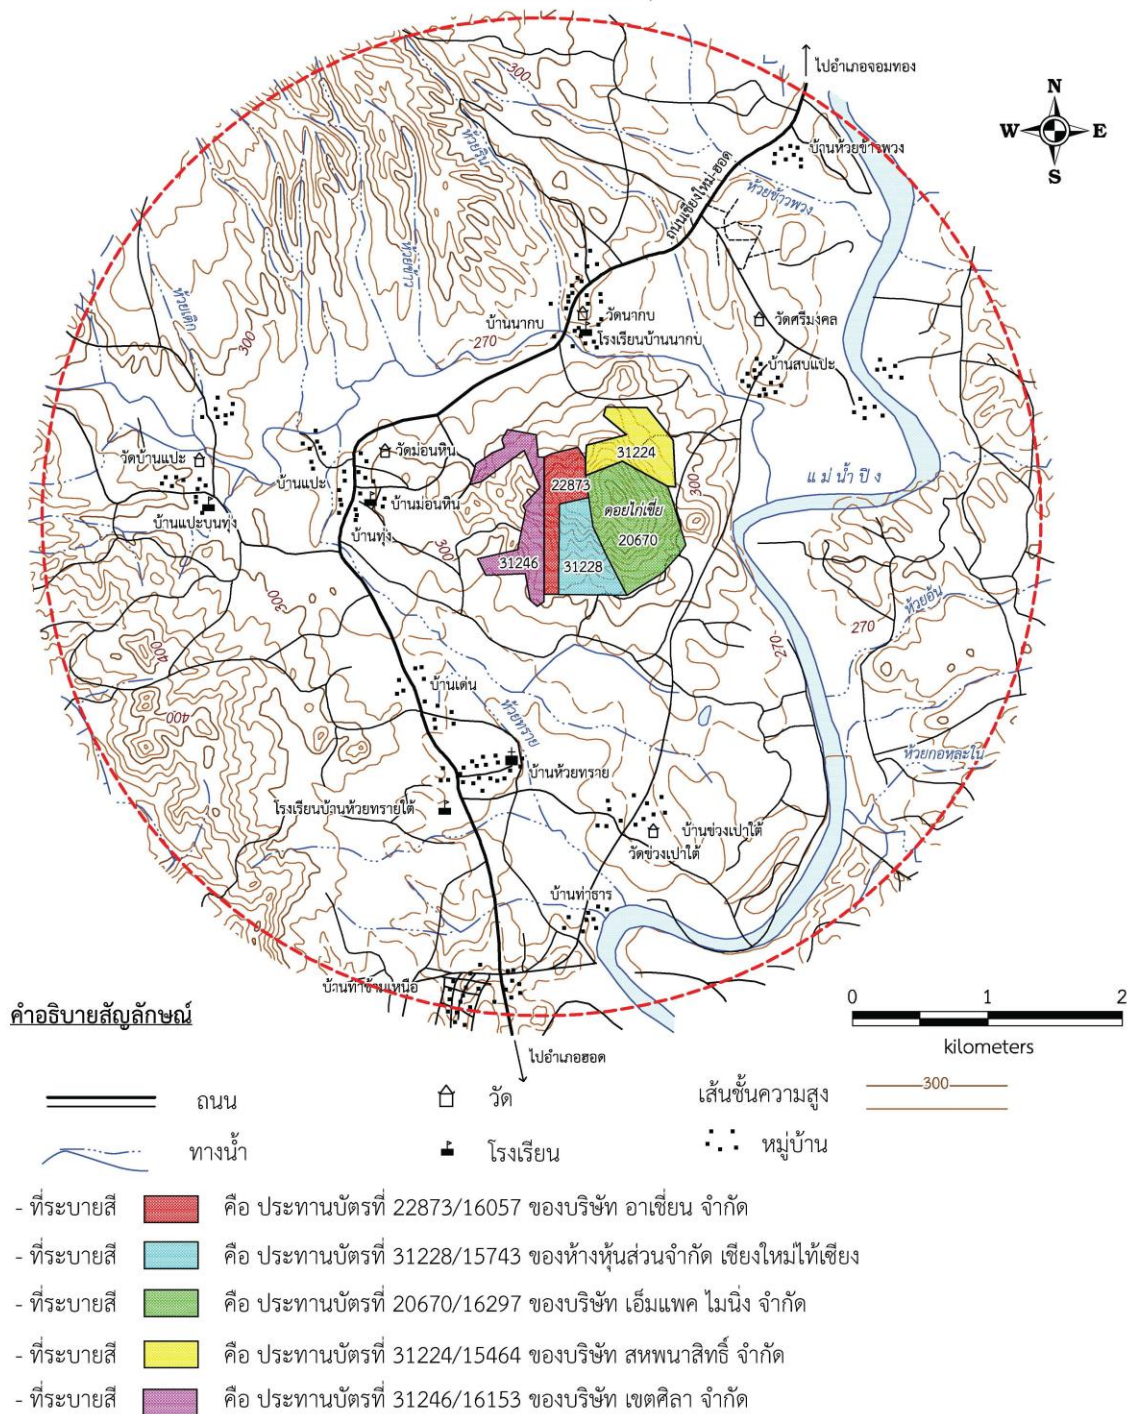 ไปอำเภอจอมทอง
N
W E
S
300
ห้วยริน
บ้านห้วยข้าวพวง
ถนนเชียงใหม่-ฮอด
ห้วยข้าวพวง
ห้วยขัาว
ห้วยเติ๊ก
300
วัดนากบ
บ้านนากบ
โรงเรียนบ้านนากบ
270
วัดศรีมงคล
บ้านสบแปะ
31224
วัดม่อนหิน
วัดบ้านแปะ
บ้านแปะ
22873
300
แม่น้ำปิง
บ้านม่อนหิน
ดอยไก่เขี่ย
บ้านแปะบนทุ่ง
บ้านทุ่ง
20670
300
31246
31228
300
ห้วยอุ้น
270
270
400
บ้านเด่น
400
ห้วยทราย
ห้วยกอหละใน
บ้านห้วยทราย
โรงเรียนบ้านห้วยทรายใต้
บ้านข่วงเปาใต้
วัดข่วงเปาใต้
บ้านท่าธาร
บ้านท่าข้ามเหนือ
0 1 2
kilometers
คำอธิบายสัญลักษณ์
ไปอำเภอฮอด
ถนน วัด เส้นชั้นความสูง 300
ทางน้ำ โรงเรียน หมู่บ้าน
- ที่ระบายสี คือ ประทานบัตรที่ 22873/16057 ของบริษัท อาเชี่ยน จำกัด
- ที่ระบายสี คือ ประทานบัตรที่ 31228/15743 ของห้างหุ้นส่วนจำกัด เชียงใหม่ไท้เชียง
- ที่ระบายสี คือ ประทานบัตรที่ 20670/16297 ของบริษัท เอ็มแพค ไมนิ่ง จำกัด
- ที่ระบายสี คือ ประทานบัตรที่ 31224/15464 ของบริษัท สหพนาสิทธิ์ จำกัด
- ที่ระบายสี คือ ประทานบัตรที่ 31246/16153 ของบริษัท เขตศิลา จำกัด